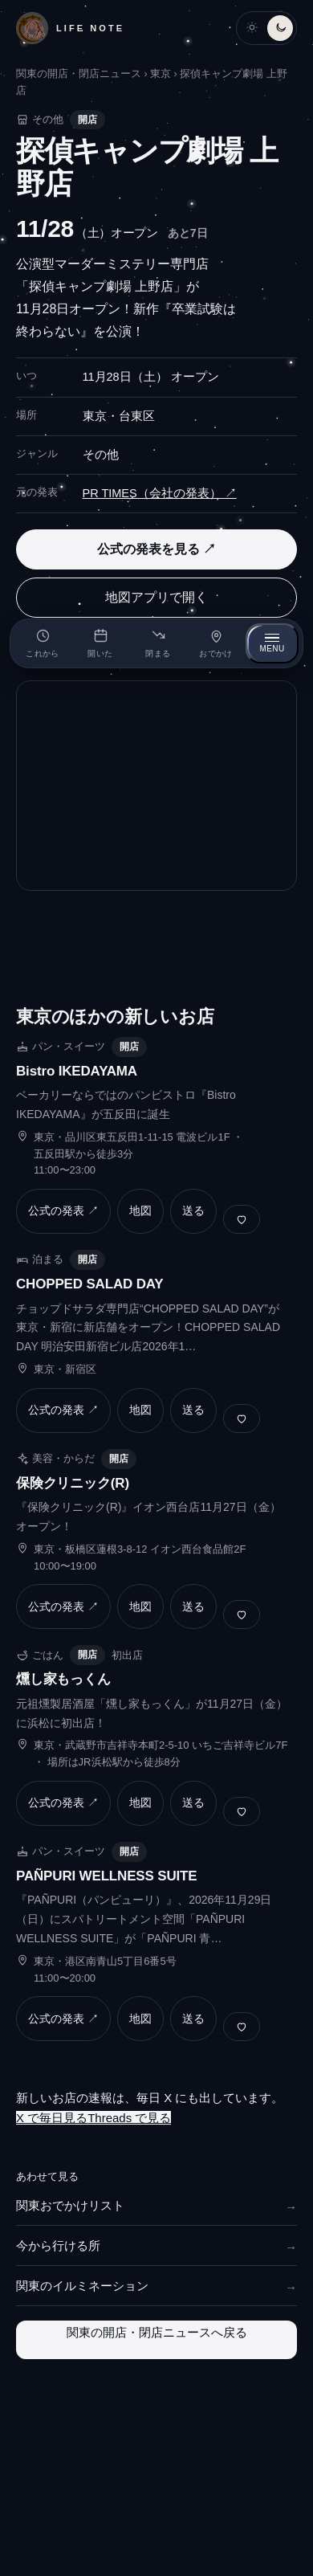 LIFE NOTE
関東の開店・閉店ニュース › 東京 › 探偵キャンプ劇場 上野
店
その他 開店
探偵キャンプ劇場 上
野店
11/28（土）オープン あと7日
公演型マーダーミステリー専門店
「探偵キャンプ劇場 上野店」が
11月28日オープン！新作『卒業試験は
終わらない』を公演！
いつ 11月28日（土） オープン
場所 東京・台東区
ジャンル その他
元の発表 PR TIMES（会社の発表）↗
公式の発表を見る ↗
地図アプリで開く
これから 開いた 閉まる おでかけ MENU
東京のほかの新しいお店
パン・スイーツ 開店
Bistro IKEDAYAMA
ベーカリーならではのパンビストロ『Bistro
IKEDAYAMA』が五反田に誕生
東京・品川区東五反田1-11-15 電波ビル1F ・
五反田駅から徒歩3分
11:00〜23:00
公式の発表 ↗ 地図 送る
泊まる 開店
CHOPPED SALAD DAY
チョップドサラダ専門店“CHOPPED SALAD DAY”が
東京・新宿に新店舗をオープン！CHOPPED SALAD
DAY 明治安田新宿ビル店2026年1…
東京・新宿区
公式の発表 ↗ 地図 送る
美容・からだ 開店
保険クリニック(R)
『保険クリニック(R)』イオン西台店11月27日（金）
オープン！
東京・板橋区蓮根3-8-12 イオン西台食品館2F
10:00〜19:00
公式の発表 ↗ 地図 送る
ごはん 開店 初出店
燻し家もっくん
元祖燻製居酒屋「燻し家もっくん」が11月27日（金）
に浜松に初出店！
東京・武蔵野市吉祥寺本町2-5-10 いちご吉祥寺ビル7F
・ 場所はJR浜松駅から徒歩8分
公式の発表 ↗ 地図 送る
パン・スイーツ 開店
PAÑPURI WELLNESS SUITE
『PAÑPURI（パンピューリ）』、2026年11月29日
（日）にスパトリートメント空間「PAÑPURI
WELLNESS SUITE」が「PAÑPURI 青…
東京・港区南青山5丁目6番5号
11:00〜20:00
公式の発表 ↗ 地図 送る
新しいお店の速報は、毎日 X にも出しています。
X で毎日見るThreads で見る
あわせて見る
関東おでかけリスト →
今から行ける所 →
関東のイルミネーション →
関東の開店・閉店ニュースへ戻る